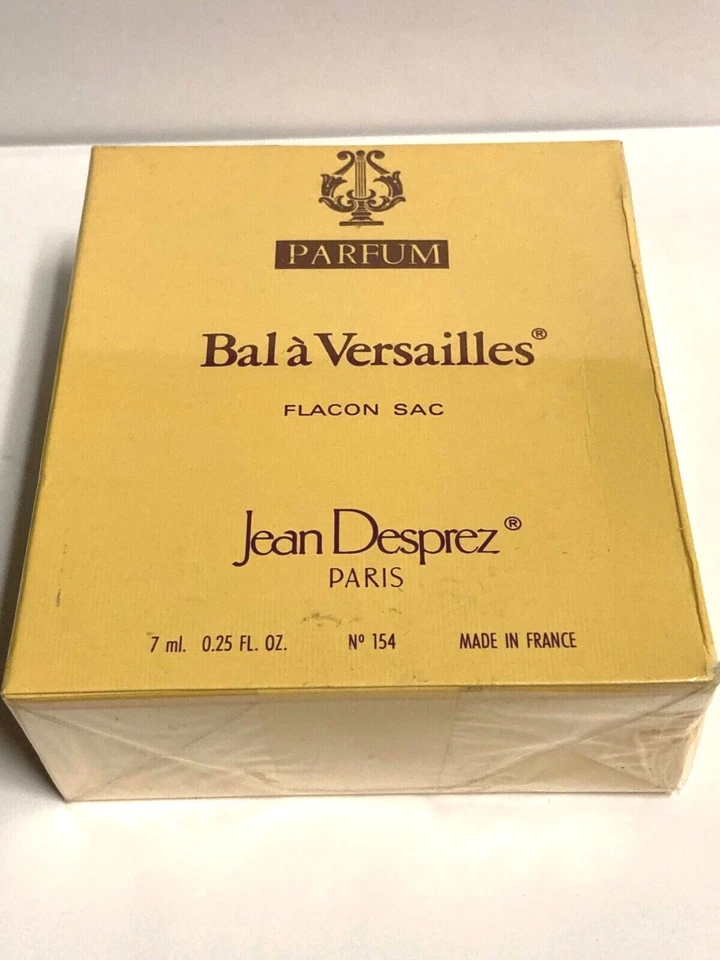 PARFUM
Bal à Versailles®
FLACON SAC
Jean Desprez®
PARIS
7 ml. 0.25 FL. OZ. Nº 154 MADE IN FRANCE